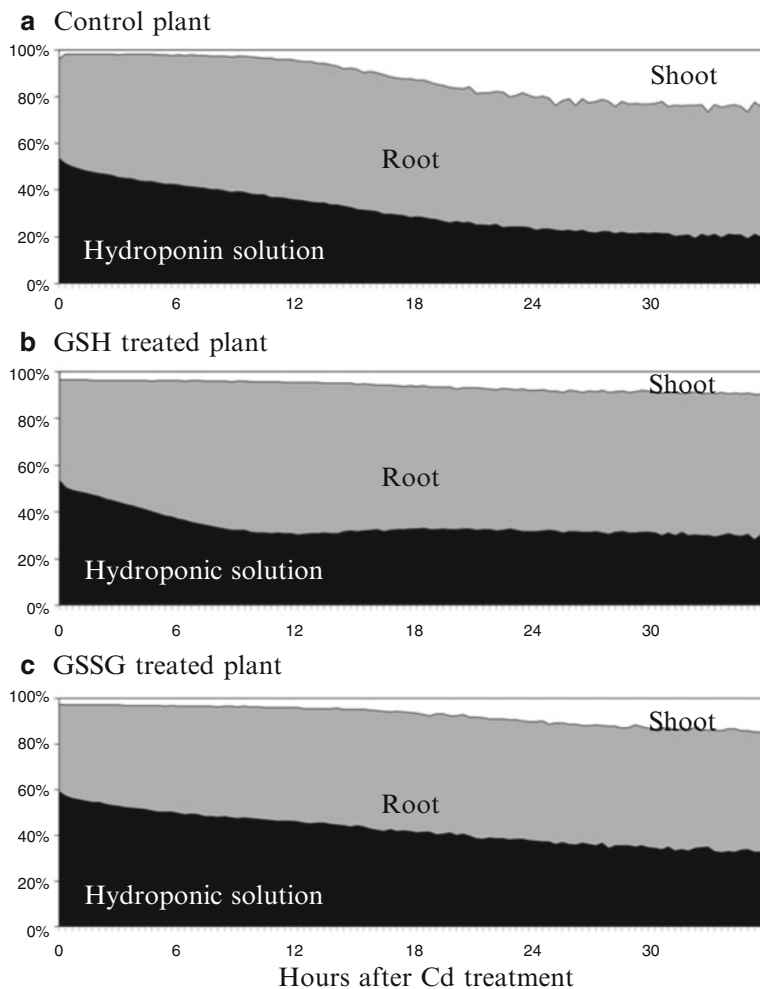 a Control plant
100%
80%
60%
40%
20%
0%
Shoot
Root
Hydroponin solution
0 6 12 18 24 30
b GSH treated plant
100%
80%
60%
40%
20%
0%
Shoot
Root
Hydroponic solution
0 6 12 18 24 30
c GSSG treated plant
100%
80%
60%
40%
20%
0%
Shoot
Root
Hydroponic solution
0 6 12 18 24 30
Hours after Cd treatment